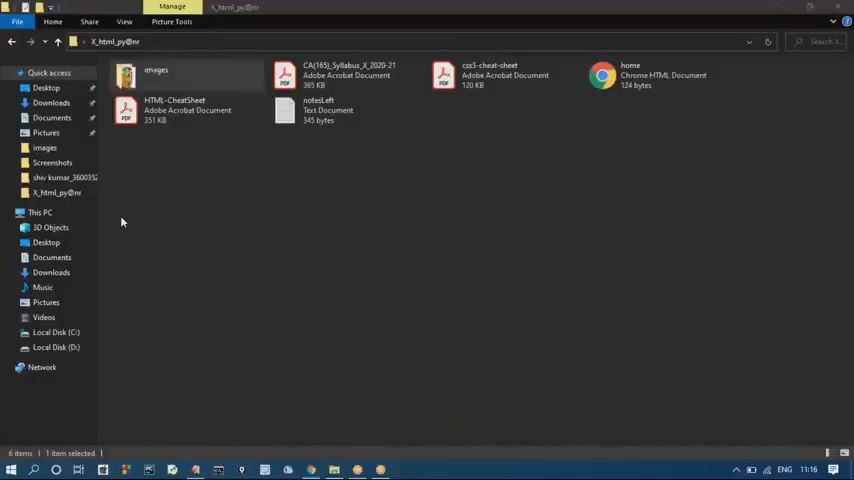 Manage
X_html_py@nr
File
Home
Share
View
Picture Tools
X_html_py@nr
Search X...
Quick access
Desktop
Downloads
Documents
Pictures
images
Screenshots
shiv kumar_3600352
X_html_py@nr
This PC
3D Objects
Desktop
Documents
Downloads
Music
Pictures
Videos
Local Disk (C:)
Local Disk (D:)
Network
images
CA(165)_Syllabus_X_2020-21
Adobe Acrobat Document
365 KB
css3-cheat-sheet
Adobe Acrobat Document
120 KB
home
Chrome HTML Document
124 bytes
HTML-CheatSheet
Adobe Acrobat Document
351 KB
notesLeft
Text Document
345 bytes
6 items
1 item selected
ENG
11:16